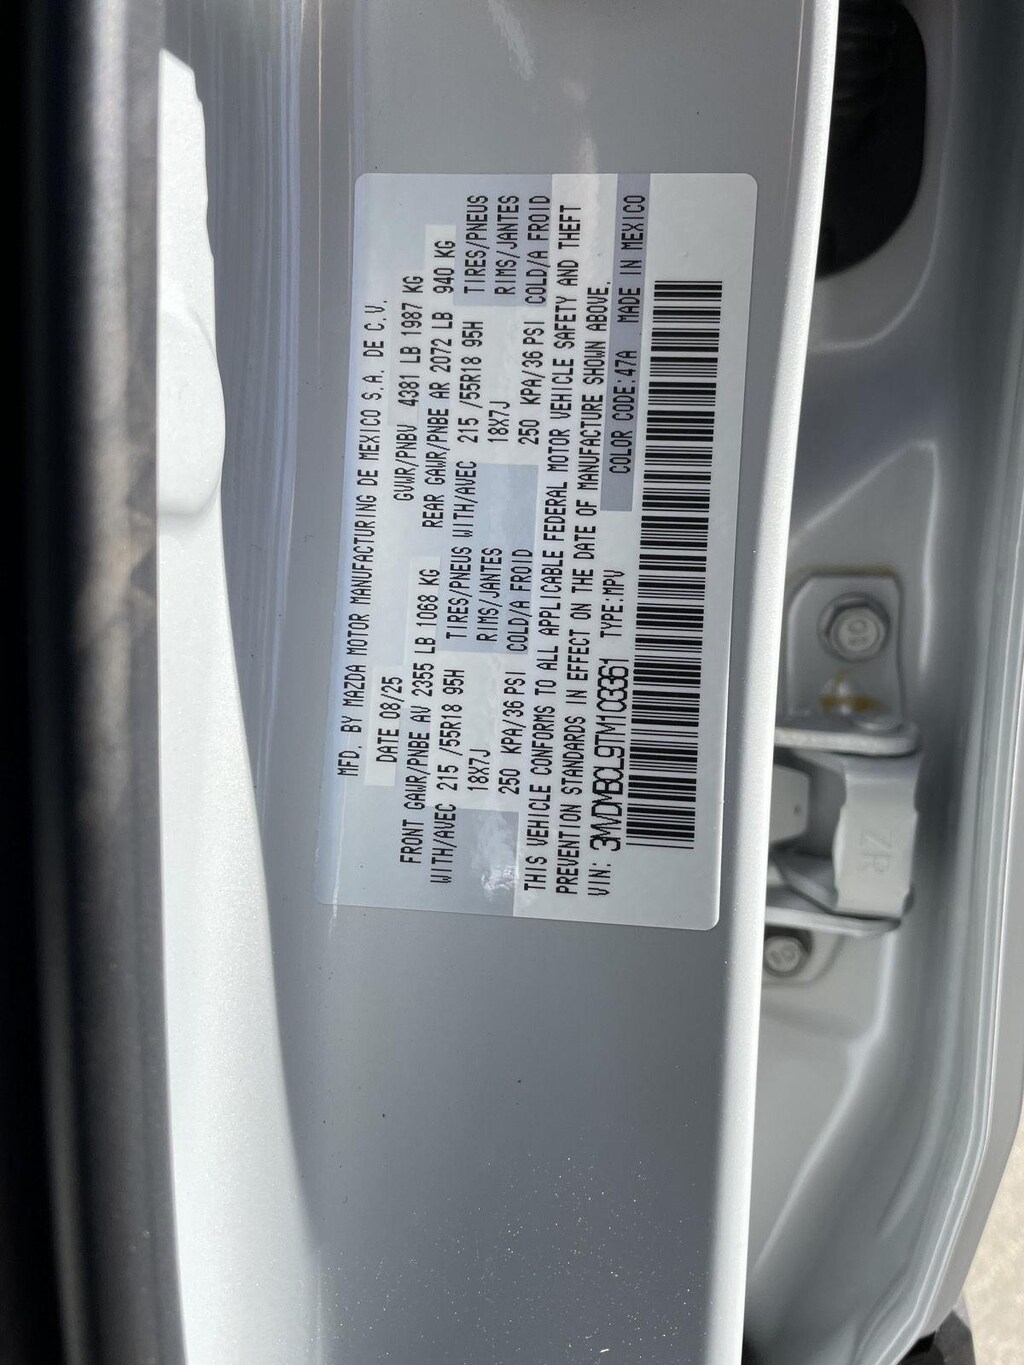 MFD. BY MAZDA MOTOR MANUFACTURING DE MEXICO S.A. DE C.V.
DATE 08/25 GVWR/PNBV 4381 LB 1987 KG
FRONT GAWR/PNBE AV 2355 LB 1068 KG REAR GAWR/PNBE AR 2072 LB 940 KG
WITH/AVEC 215 /55R18 95H TIRES/PNEUS WITH/AVEC 215 /55R18 95H TIRES/PNEUS
18X7J RIMS/JANTES 18X7J RIMS/JANTES
250 KPA/36 PSI COLD/A FROID 250 KPA/36 PSI COLD/A FROID
THIS VEHICLE CONFORMS TO ALL APPLICABLE FEDERAL MOTOR VEHICLE SAFETY AND THEFT
PREVENTION STANDARDS IN EFFECT ON THE DATE OF MANUFACTURE SHOWN ABOVE.
VIN: 3MVDMBCL9TM103361 TYPE:MPV COLOR CODE:47A MADE IN MEXICO
ZR